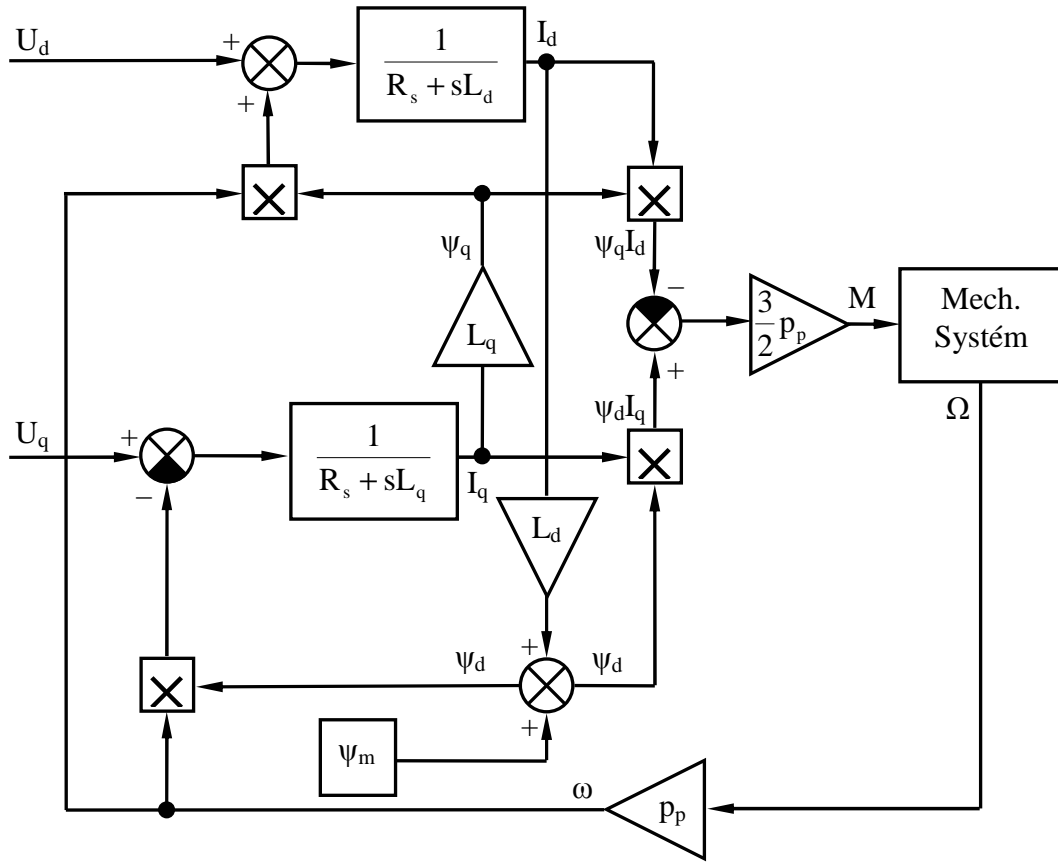 U_d
+
+
1
R_s + sL_d
I_d
×
×
ψ_q
ψ_qI_d
−
L_q
3
2
p_p
M
Mech.
Systém
+
Ω
U_q
+
−
1
R_s + sL_q
I_q
ψ_dI_q
×
L_d
+
×
ψ_d
ψ_d
+
ψ_m
ω
p_p